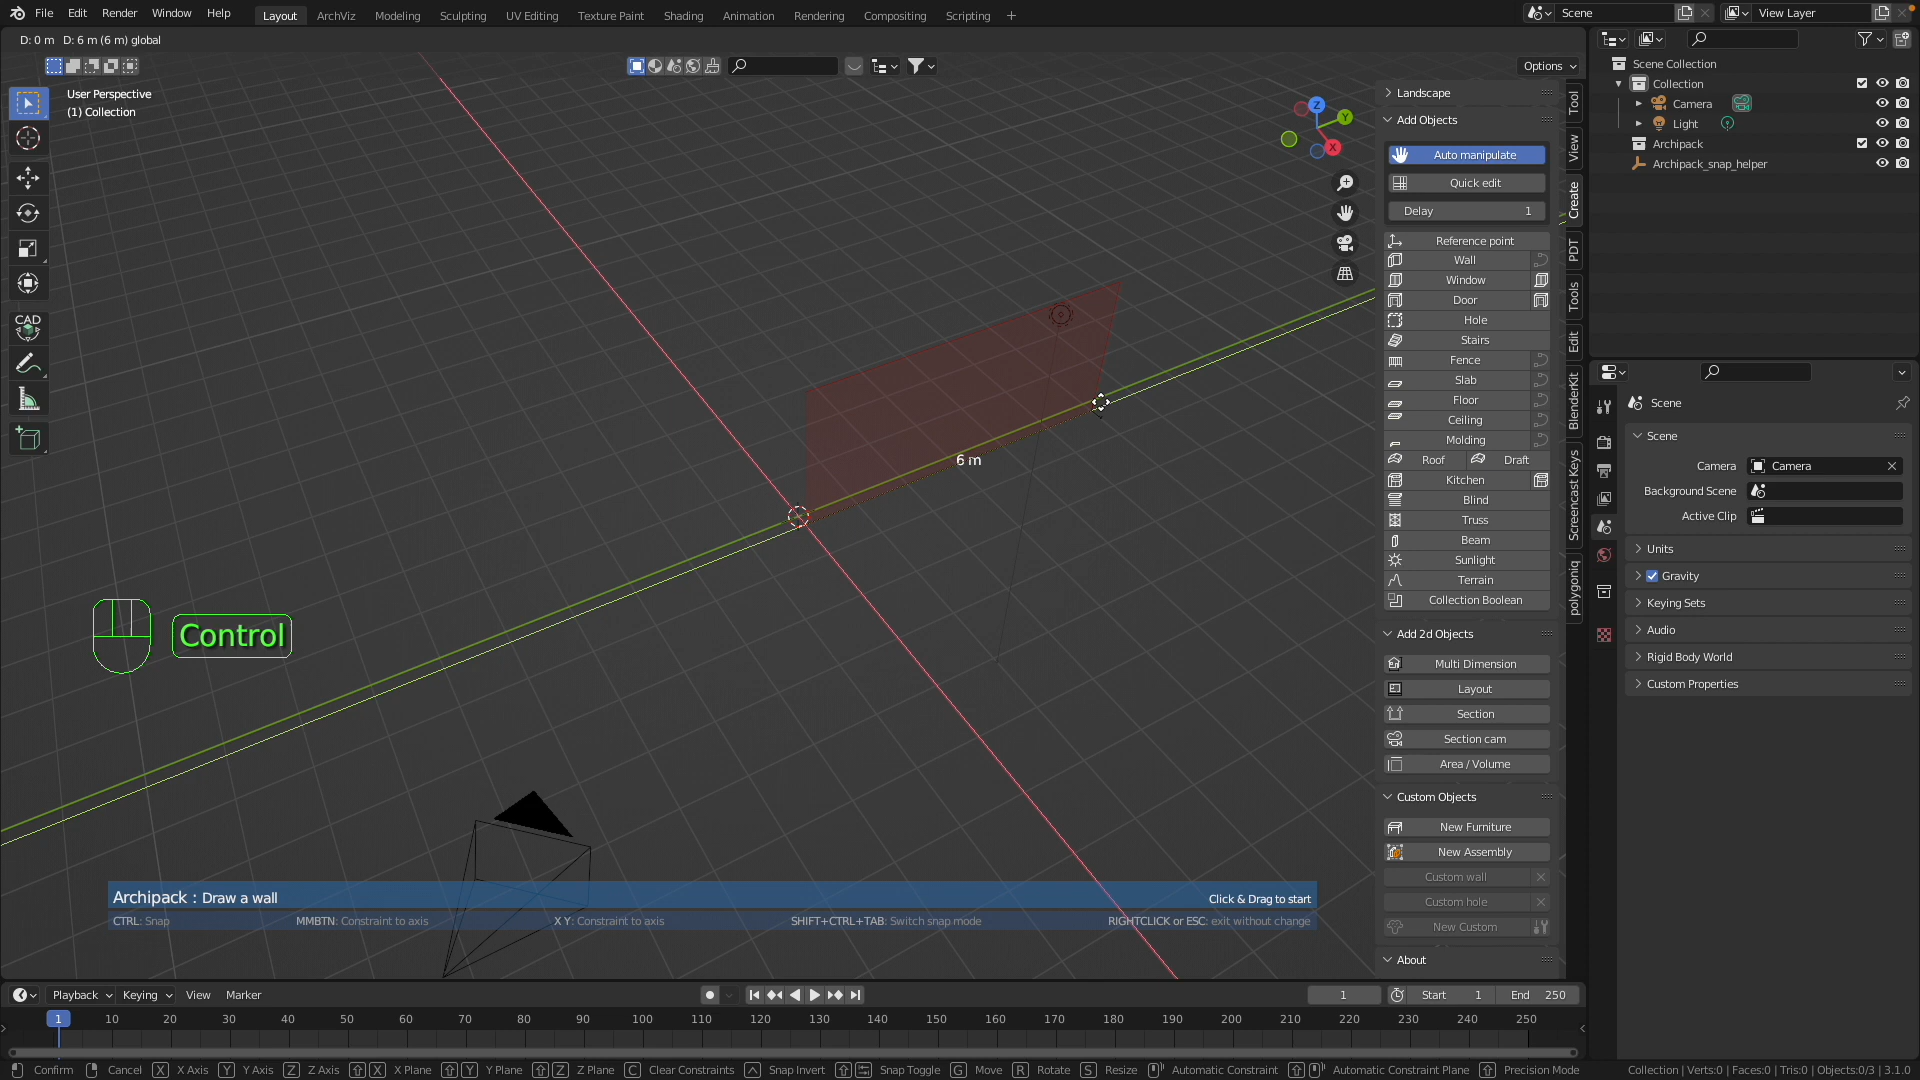 File Edit Render Window Help Layout ArchViz Modeling Sculpting UV Editing Texture Paint Shading Animation Rendering Compositing Scripting + Scene View Layer
D: 0 m D: 6 m (6 m) global
Options
User Perspective
(1) Collection
Landscape
Add Objects
Auto manipulate
Quick edit
Delay 1
Reference point
Wall
Window
Door
Hole
Stairs
Fence
Slab
Floor
Ceiling
Molding
Roof Draft
Kitchen
Blind
Truss
Beam
Sunlight
Terrain
Collection Boolean
Add 2d Objects
Multi Dimension
Layout
Section
Section cam
Area / Volume
Custom Objects
New Furniture
New Assembly
Custom wall
Custom hole
New Custom
About
Tool
View
Create
PDT
Tools
Edit
BlenderKit
Screencast Keys
polygoniq
Z
Y
X
CAD
6 m
Control
Archipack : Draw a wall Click & Drag to start
CTRL: Snap MMBTN: Constraint to axis X Y: Constraint to axis SHIFT+CTRL+TAB: Switch snap mode RIGHTCLICK or ESC: exit without change
Scene Collection
Collection
Camera
Light
Archipack
Archipack_snap_helper
Scene
Scene
Camera Camera
Background Scene
Active Clip
Units
Gravity
Keying Sets
Audio
Rigid Body World
Custom Properties
Playback Keying View Marker 1 Start 1 End 250
1 10 20 30 40 50 60 70 80 90 100 110 120 130 140 150 160 170 180 190 200 210 220 230 240 250
Confirm Cancel X X Axis Y Y Axis Z Z Axis X X Plane Y Y Plane Z Z Plane C Clear Constraints Snap Invert Snap Toggle G Move R Rotate S Resize Automatic Constraint Automatic Constraint Plane Precision Mode Collection | Verts:0 | Faces:0 | Tris:0 | Objects:0/3 | 3.1.0